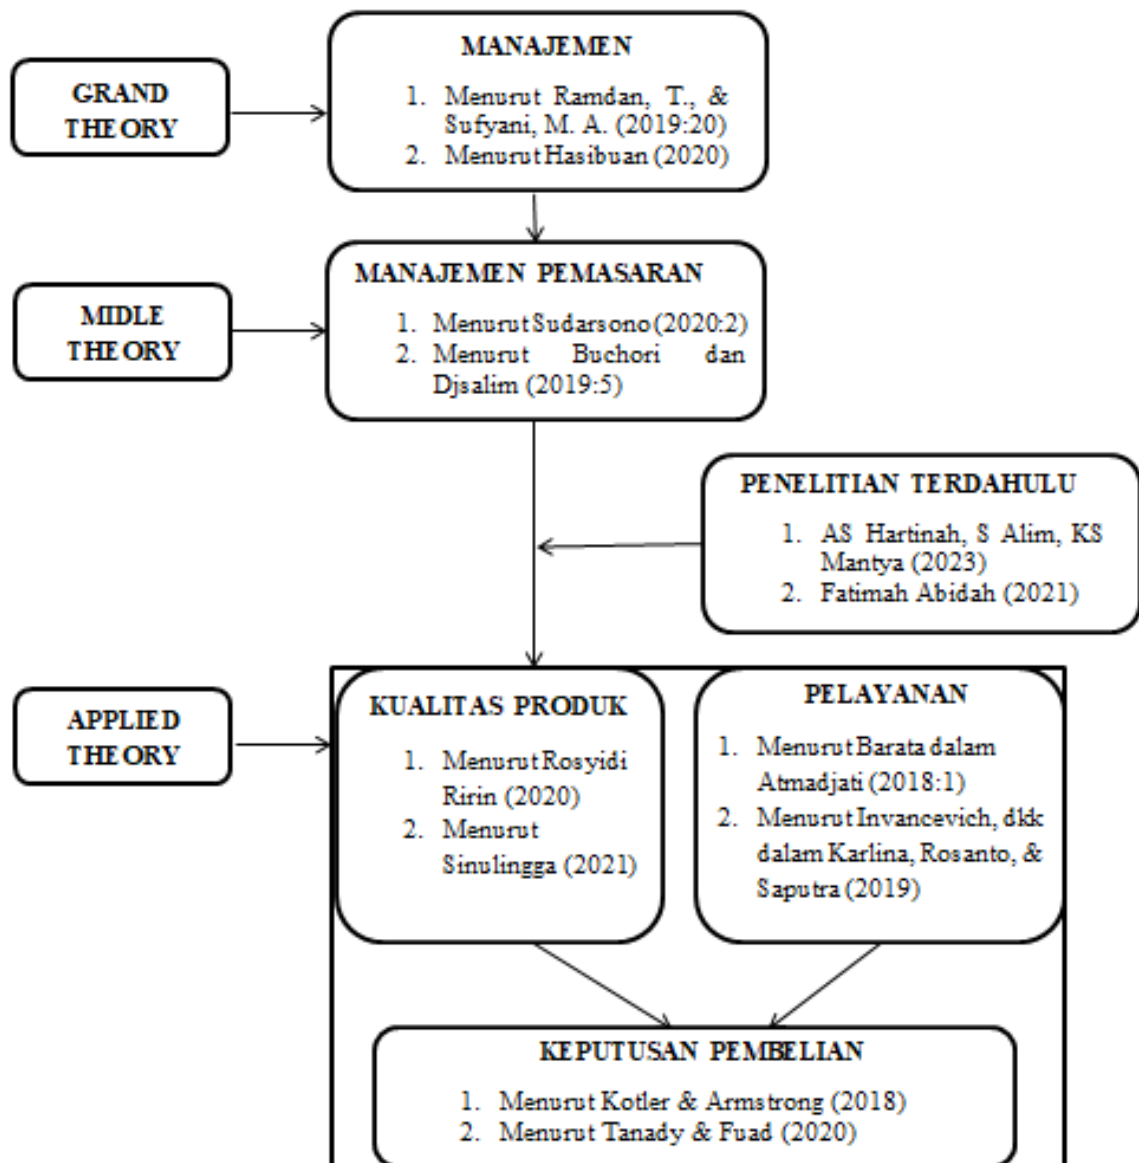 MANAJEMEN
1. Menurut Ramdan, T., &
Sufyani, M. A. (2019:20)
2. Menurut Hasibuan (2020)
GRAND
THEORY
MANAJEMEN PEMASARAN
1. Menurut Sudarsono (2020:2)
2. Menurut Buchori dan
Djsalim (2019:5)
MIDLE
THEORY
PENELITIAN TERDAHULU
1. AS Hartinah, S Alim, KS
Mantya (2023)
2. Fatimah Abidah (2021)
APPLIED
THEORY
KUALITAS PRODUK
1. Menurut Rosyidi
Ririn (2020)
2. Menurut
Sinulingga (2021)
PELAYANAN
1. Menurut Barata dalam
Atmadjati (2018:1)
2. Menurut Invancevich, dkk
dalam Karlina, Rosanto, &
Saputra (2019)
KEPUTUSAN PEMBELIAN
1. Menurut Kotler & Armstrong (2018)
2. Menurut Tanady & Fuad (2020)